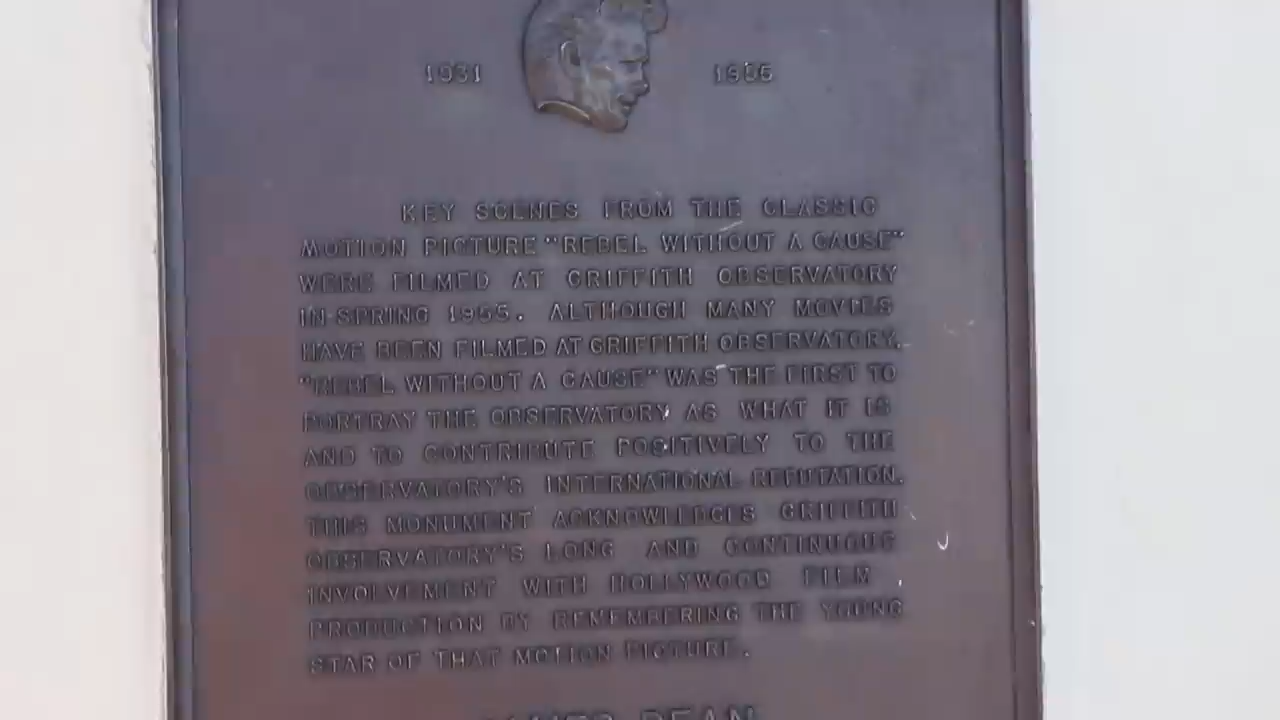 1931 1955
KEY SCENES FROM THE CLASSIC
MOTION PICTURE "REBEL WITHOUT A CAUSE"
WERE FILMED AT GRIFFITH OBSERVATORY
IN SPRING 1955. ALTHOUGH MANY MOVIES
HAVE BEEN FILMED AT GRIFFITH OBSERVATORY,
"REBEL WITHOUT A CAUSE" WAS THE FIRST TO
PORTRAY THE OBSERVATORY AS WHAT IT IS
AND TO CONTRIBUTE POSITIVELY TO THE
OBSERVATORY'S INTERNATIONAL REPUTATION.
THIS MONUMENT ACKNOWLEDGES GRIFFITH
OBSERVATORY'S LONG AND CONTINUOUS
INVOLVEMENT WITH HOLLYWOOD FILM
PRODUCTION BY REMEMBERING THE YOUNG
STAR OF THAT MOTION PICTURE.
JAMES DEAN